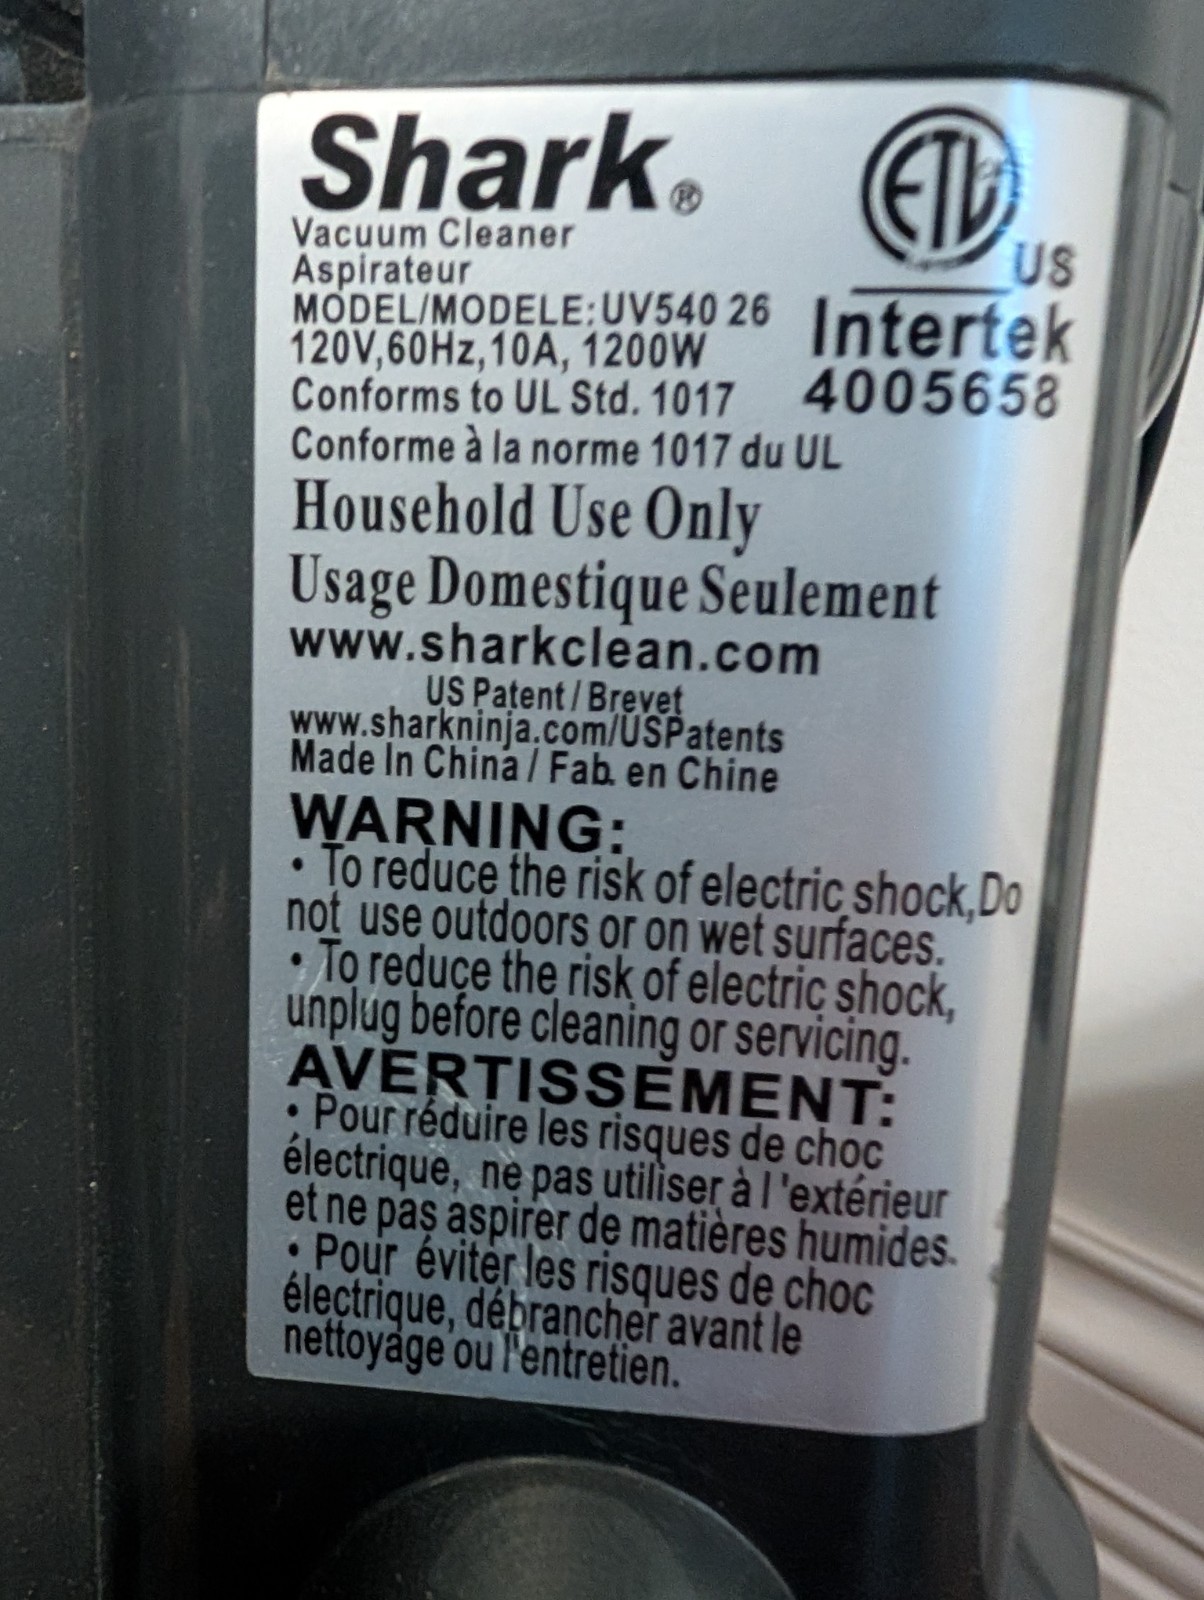 Shark®
Vacuum Cleaner
Aspirateur
MODEL/MODELE: UV540 26
120V,60Hz,10A, 1200W
Conforms to UL Std. 1017
Conforme à la norme 1017 du UL
ETL
US
Intertek
4005658
Household Use Only
Usage Domestique Seulement
www.sharkclean.com
US Patent / Brevet
www.sharkninja.com/USPatents
Made In China / Fab. en Chine
WARNING:
• To reduce the risk of electric shock,Do
not use outdoors or on wet surfaces.
• To reduce the risk of electric shock,
unplug before cleaning or servicing.
AVERTISSEMENT:
• Pour réduire les risques de choc
électrique, ne pas utiliser à l 'extérieur
et ne pas aspirer de matières humides.
• Pour éviter les risques de choc
électrique, débrancher avant le
nettoyage ou l'entretien.